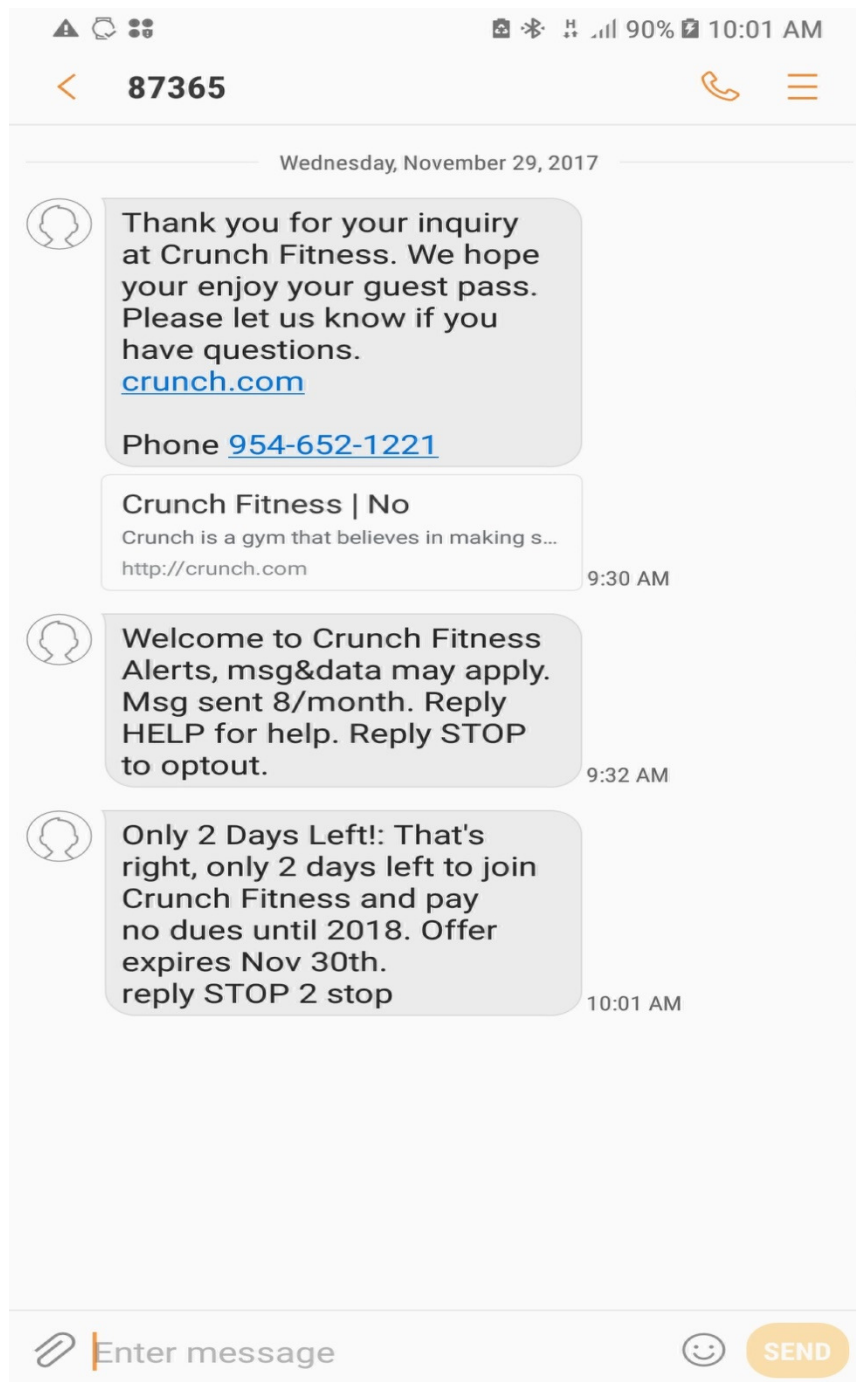 90% 10:01 AM
87365
Wednesday, November 29, 2017
Thank you for your inquiry
at Crunch Fitness. We hope
your enjoy your guest pass.
Please let us know if you
have questions.
crunch.com
Phone 954-652-1221
Crunch Fitness | No
Crunch is a gym that believes in making s...
http://crunch.com
9:30 AM
Welcome to Crunch Fitness
Alerts, msg&data may apply.
Msg sent 8/month. Reply
HELP for help. Reply STOP
to optout.
9:32 AM
Only 2 Days Left!: That's
right, only 2 days left to join
Crunch Fitness and pay
no dues until 2018. Offer
expires Nov 30th.
reply STOP 2 stop
10:01 AM
Enter message
SEND